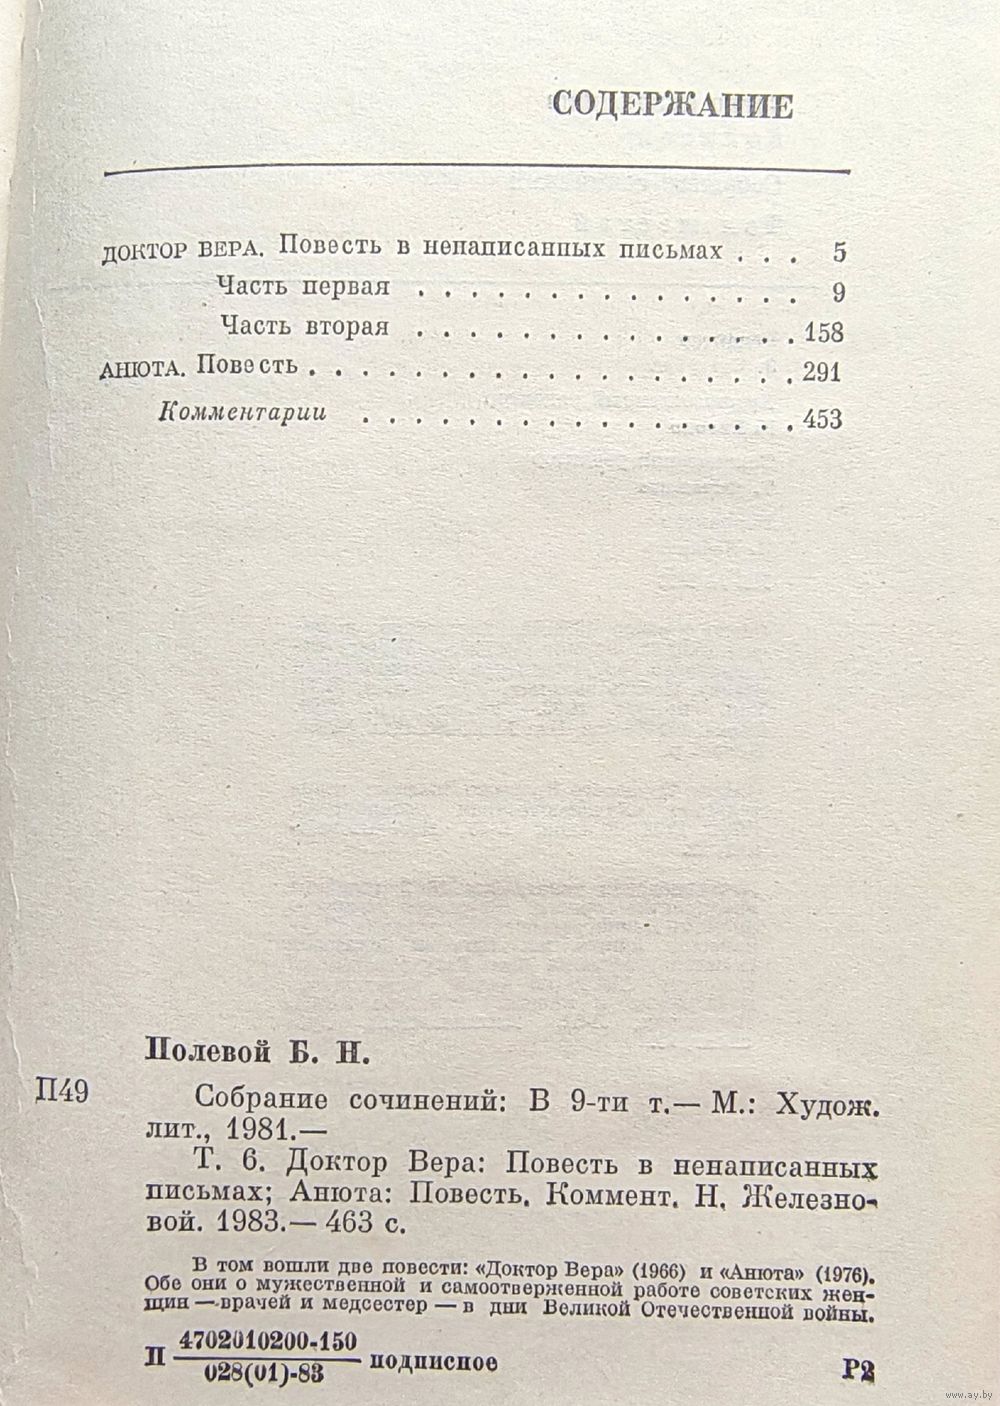 СОДЕРЖАНИЕ
ДОКТОР ВЕРА. Повесть в ненаписанных письмах . . . 5
Часть первая . . . . . . . . . . . . . . . 9
Часть вторая . . . . . . . . . . . . . . . 158
АНЮТА. Повесть . . . . . . . . . . . . . . . . . . . 291
Комментарии . . . . . . . . . . . . . . . . . 453
Полевой Б. Н.
П49
Собрание сочинений: В 9-ти т.— М.: Худож.
лит., 1981.—
Т. 6. Доктор Вера: Повесть в ненаписанных
письмах; Анюта: Повесть. Коммент. Н. Железно-
вой. 1983.— 463 с.
В том вошли две повести: «Доктор Вера» (1966) и «Анюта» (1976).
Обе они о мужественной и самоотверженной работе советских жен-
щин — врачей и медсестер — в дни Великой Отечественной войны.
П 4702010200-150
028(01)-83 подписное
Р2
www.ay.by